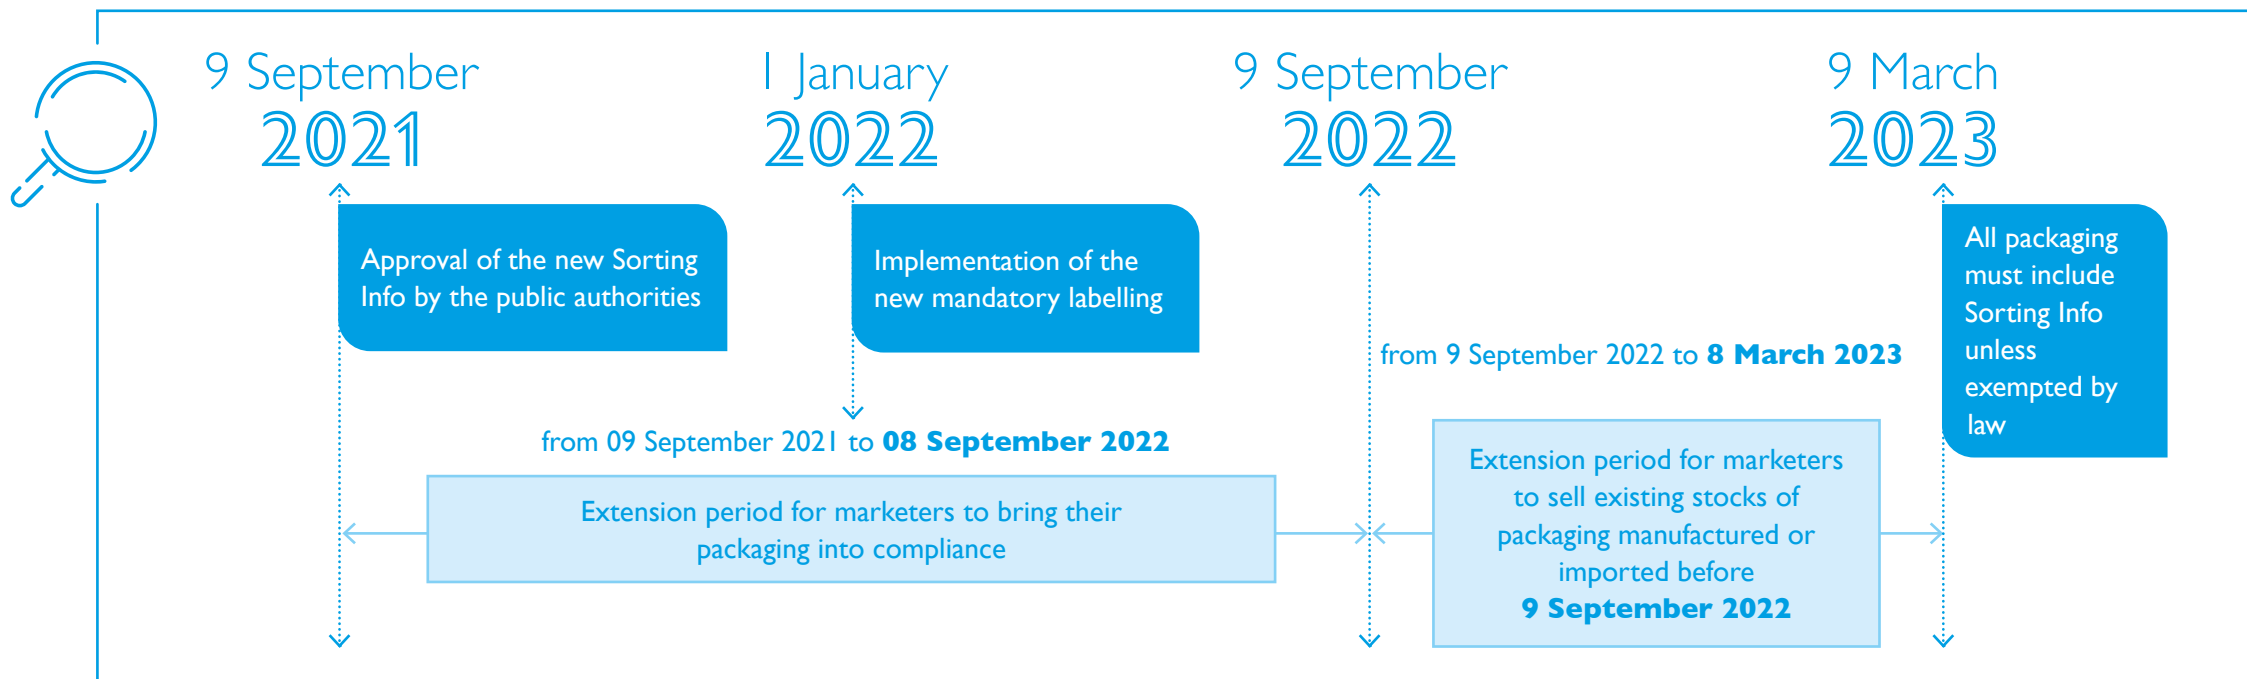 9 September
2021
1 January
2022
9 September
2022
9 March
2023
Approval of the new Sorting
Info by the public authorities
Implementation of the
new mandatory labelling
All packaging
must include
Sorting Info
unless
exempted by
law
from 9 September 2022 to 8 March 2023
from 09 September 2021 to 08 September 2022
Extension period for marketers to bring their
packaging into compliance
Extension period for marketers
to sell existing stocks of
packaging manufactured or
imported before
9 September 2022